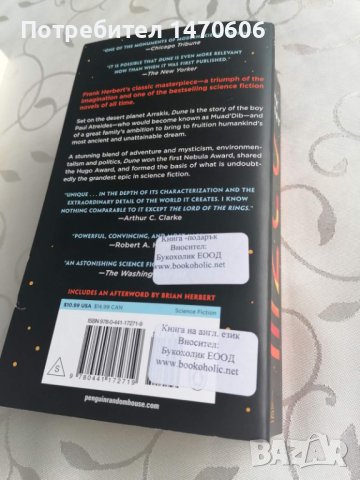 Потребител 1470606
"ONE OF THE MONUMENTS OF
—Chicago Tribune
"IT IS POSSIBLE THAT DUNE IS EVEN MORE RELEVANT
NOW THAN WHEN IT WAS FIRST PUBLISHED."
—The New Yorker
Frank Herbert's classic masterpiece—a triumph of the
imagination and one of the bestselling science fiction
novels of all time.
Set on the desert planet Arrakis, Dune is the story of the boy
Paul Atreides—who would become known as Muad'Dib—and
of a great family's ambition to bring to fruition humankind's
most ancient and unattainable dream.
A stunning blend of adventure and mysticism, environmen-
talism and politics, Dune won the first Nebula Award, shared
the Hugo Award, and formed the basis of what is undoubt-
edly the grandest epic in science fiction.
"UNIQUE . . . IN THE DEPTH OF ITS CHARACTERIZATION AND THE
EXTRAORDINARY DETAIL OF THE WORLD IT CREATES. I KNOW
NOTHING COMPARABLE TO IT EXCEPT THE LORD OF THE RINGS."
—Arthur C. Clarke
"POWERFUL, CONVINCING, AND
—Robert A.
"AN ASTONISHING SCIENCE
—The Washing
Книга -подарък
Вносител:
Букохолик ЕООД
www.bookoholic.net
INCLUDES AN AFTERWORD BY BRIAN HERBERT
$10.99 USA $14.99 CAN
Science Fiction
ISBN 978-0-441-17271-9
S
9 780441 172719
Книга на англ. език
Вносител:
Букохолик ЕООД
www.bookoholic.net
penguinrandomhouse.com
BAZAR